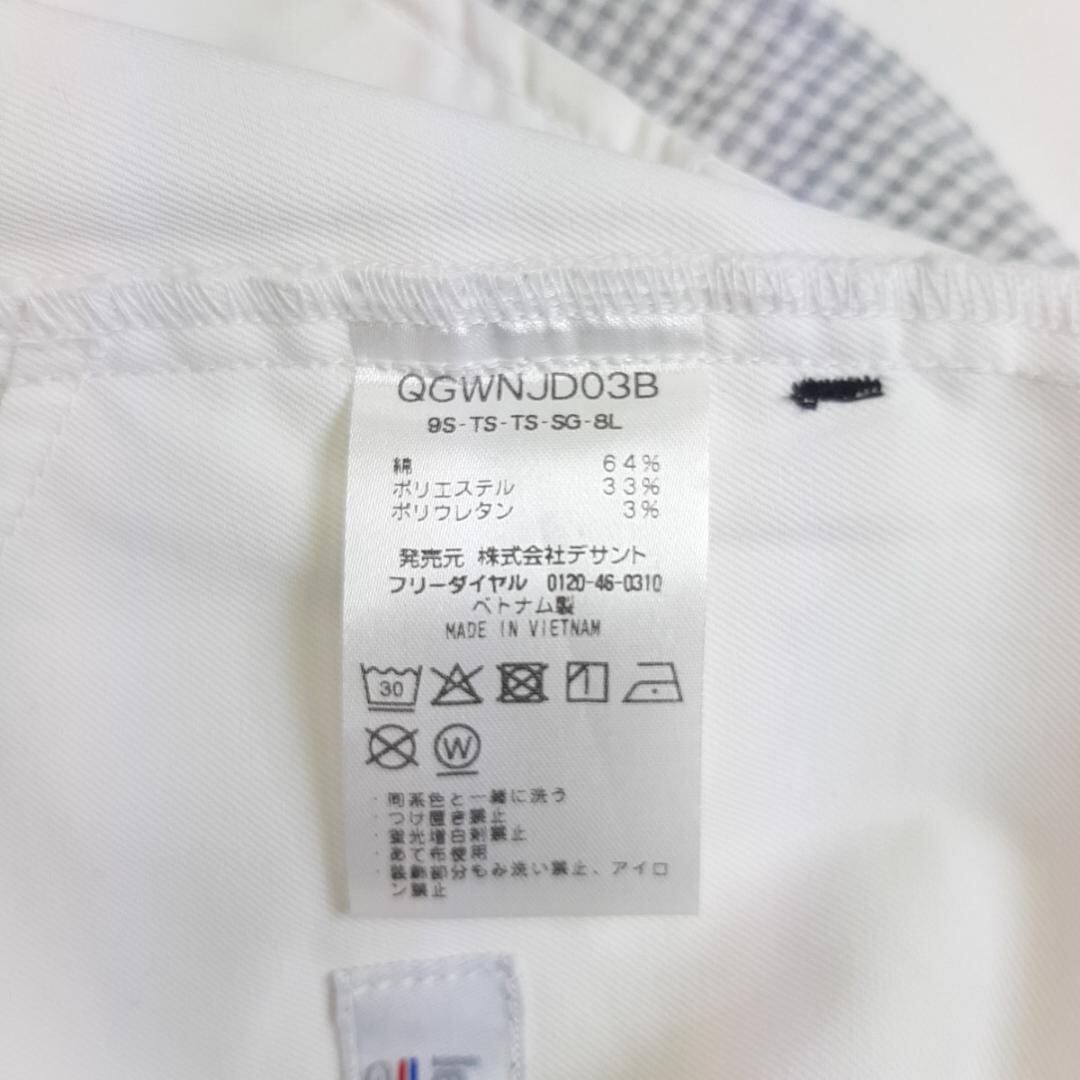 QGWNJD03B
9S-TS-TS-SG-8L
綿 64%
ポリエステル 33%
ポリウレタン 3%
発売元 株式会社デサント
フリーダイヤル 0120-46-0310
ベトナム製
MADE IN VIETNAM
30
W
・同系色と一緒に洗う
・つけ置き禁止
・蛍光増白剤禁止
・あて布使用
・装飾部分もみ洗い禁止、アイロ
ン禁止